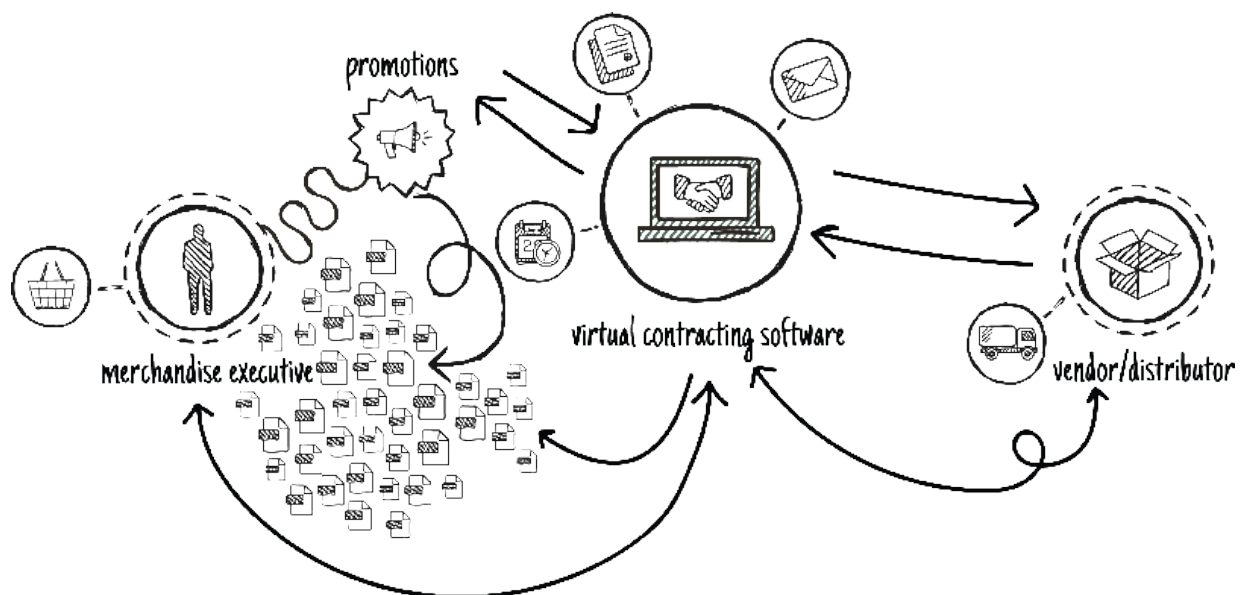 promotions
virtual contracting software
merchandise executive
vendor/distributor